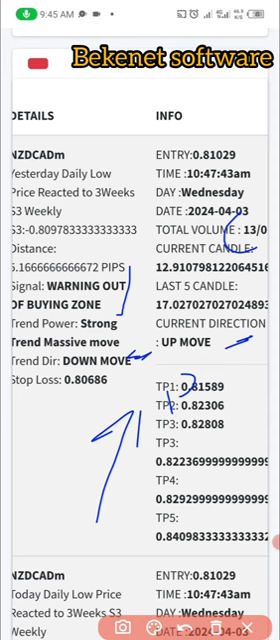 9:45 AM
Bekenet software
DETAILS
INFO
NZDCADm
Yesterday Daily Low
Price Reacted to 3Weeks
S3 Weekly
S3:-0.8097833333333333
Distance:
5.1666666666672 PIPS
Signal: WARNING OUT
OF BUYING ZONE
Trend Power: Strong
Trend Massive move
Trend Dir: DOWN MOVE
Stop Loss: 0.80686
ENTRY:0.81029
TIME :10:47:43am
DAY :Wednesday
DATE :2024-04-03
TOTAL VOLUME : 13/0
CURRENT CANDLE:
12.910798122064516
LAST 5 CANDLE:
17.027027027024893
CURRENT DIRECTION
: UP MOVE
TP1: 0.81589
TP2: 0.82306
TP3: 0.82808
TP3:
0.8223699999999999
TP4:
0.8292999999999999
TP5:
0.8409833333333332
NZDCADm
Today Daily Low Price
Reacted to 3Weeks S3
Weekly
ENTRY:0.81029
TIME :10:47:43am
DAY :Wednesday
DATE :2024-04-03